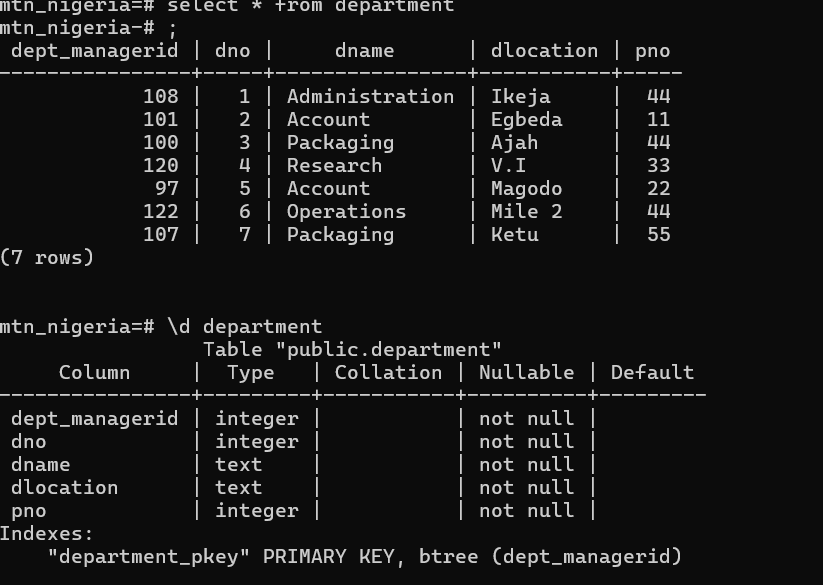 mtn_nigeria=# select * from department
mtn_nigeria-# ;
 dept_managerid | dno |     dname      | dlocation | pno
----------------+-----+----------------+-----------+-----
            108 |   1 | Administration | Ikeja     |  44
            101 |   2 | Account        | Egbeda    |  11
            100 |   3 | Packaging      | Ajah      |  44
            120 |   4 | Research       | V.I       |  33
             97 |   5 | Account        | Magodo    |  22
            122 |   6 | Operations     | Mile 2    |  44
            107 |   7 | Packaging      | Ketu      |  55
(7 rows)
mtn_nigeria=# \d department
                 Table "public.department"
     Column     |  Type   | Collation | Nullable | Default
----------------+---------+-----------+----------+---------
 dept_managerid | integer |           | not null |
 dno            | integer |           | not null |
 dname          | text    |           | not null |
 dlocation      | text    |           | not null |
 pno            | integer |           | not null |
Indexes:
    "department_pkey" PRIMARY KEY, btree (dept_managerid)